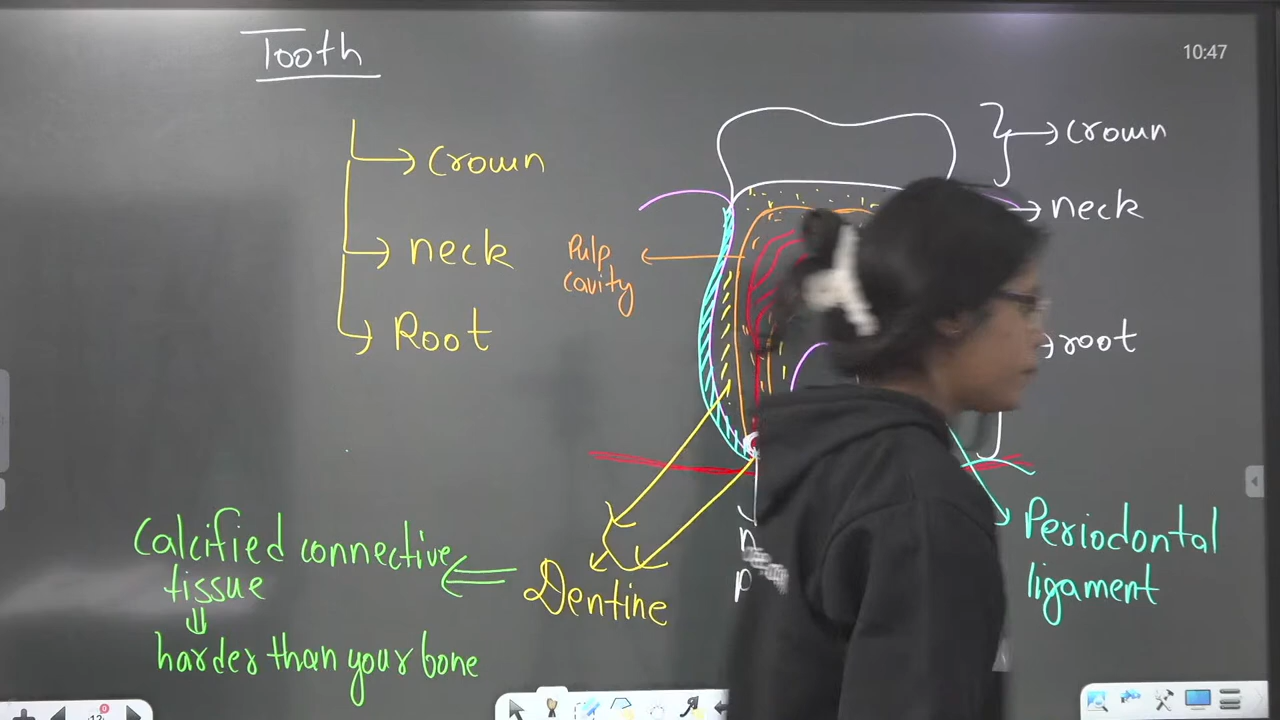 Tooth
10:47
Crown
neck
Root
Pulp
cavity
crown
neck
root
Periodontal
ligament
Dentine
Calcified connective
tissue
harder than your bone
12